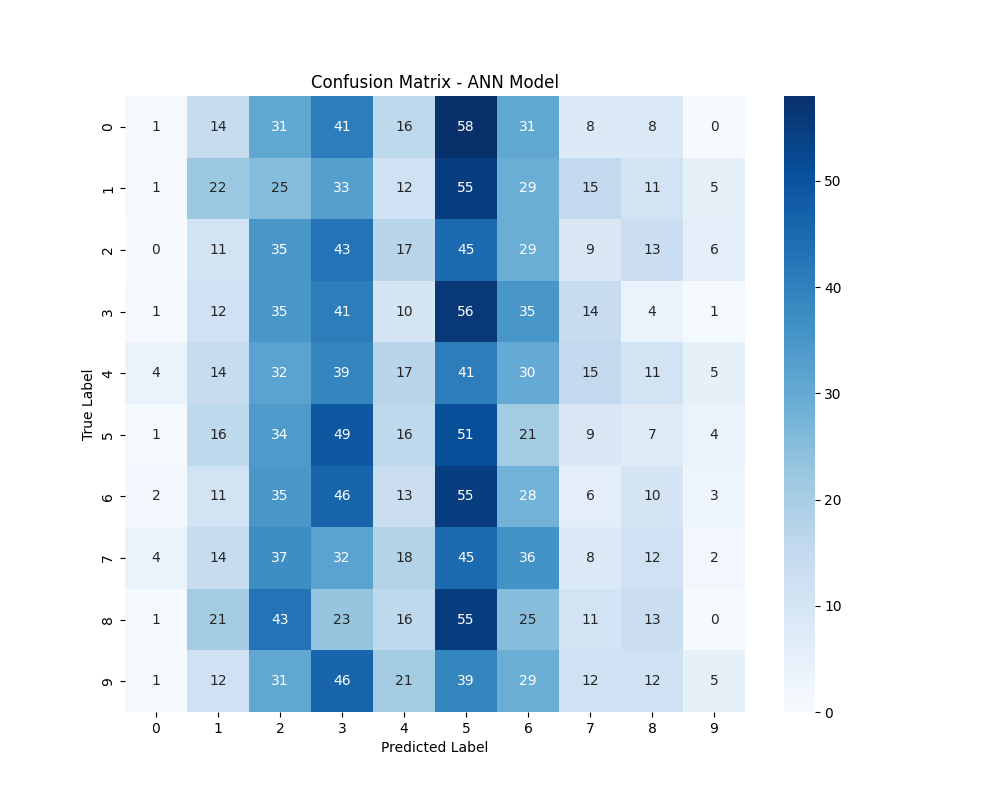 Confusion Matrix - ANN Model
0 1 14 31 41 16 58 31 8 8 0
1 1 22 25 33 12 55 29 15 11 5
2 0 11 35 43 17 45 29 9 13 6
3 1 12 35 41 10 56 35 14 4 1
4 4 14 32 39 17 41 30 15 11 5
5 1 16 34 49 16 51 21 9 7 4
6 2 11 35 46 13 55 28 6 10 3
7 4 14 37 32 18 45 36 8 12 2
8 1 21 43 23 16 55 25 11 13 0
9 1 12 31 46 21 39 29 12 12 5
0 1 2 3 4 5 6 7 8 9
Predicted Label
True Label
50
40
30
20
10
0